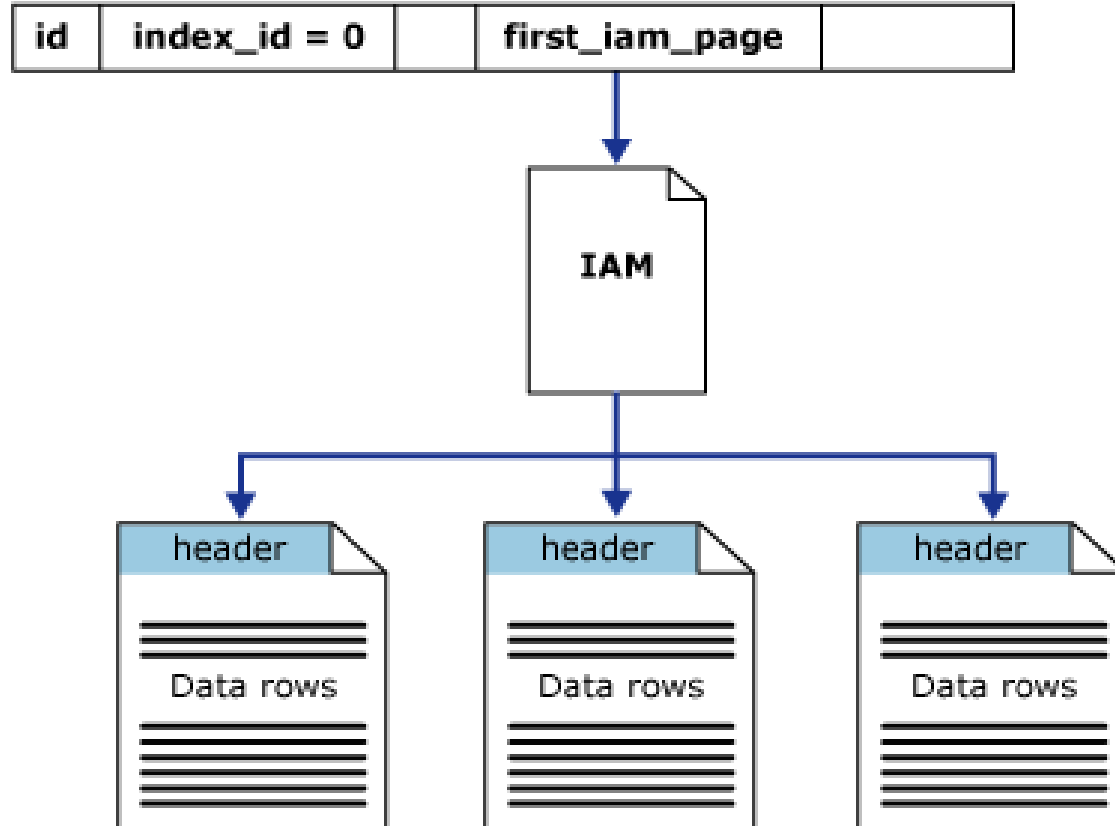 id index_id = 0 first_iam_page
IAM
header header header
Data rows Data rows Data rows